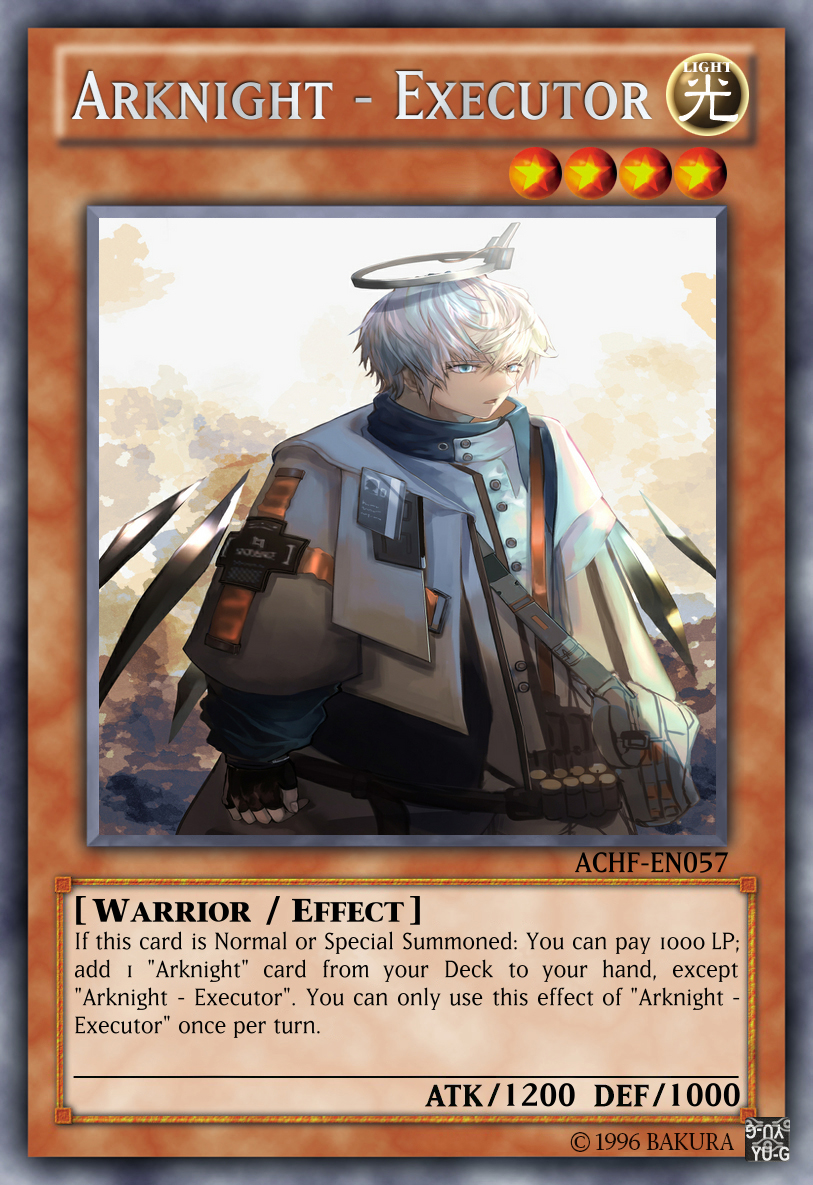 ARKNIGHT - EXECUTOR
LIGHT
光
ACHF-EN057
[ WARRIOR / EFFECT ]
If this card is Normal or Special Summoned: You can pay 1000 LP;
add 1 "Arknight" card from your Deck to your hand, except
"Arknight - Executor". You can only use this effect of "Arknight -
Executor" once per turn.
ATK/1200 DEF/1000
© 1996 BAKURA
YU-G